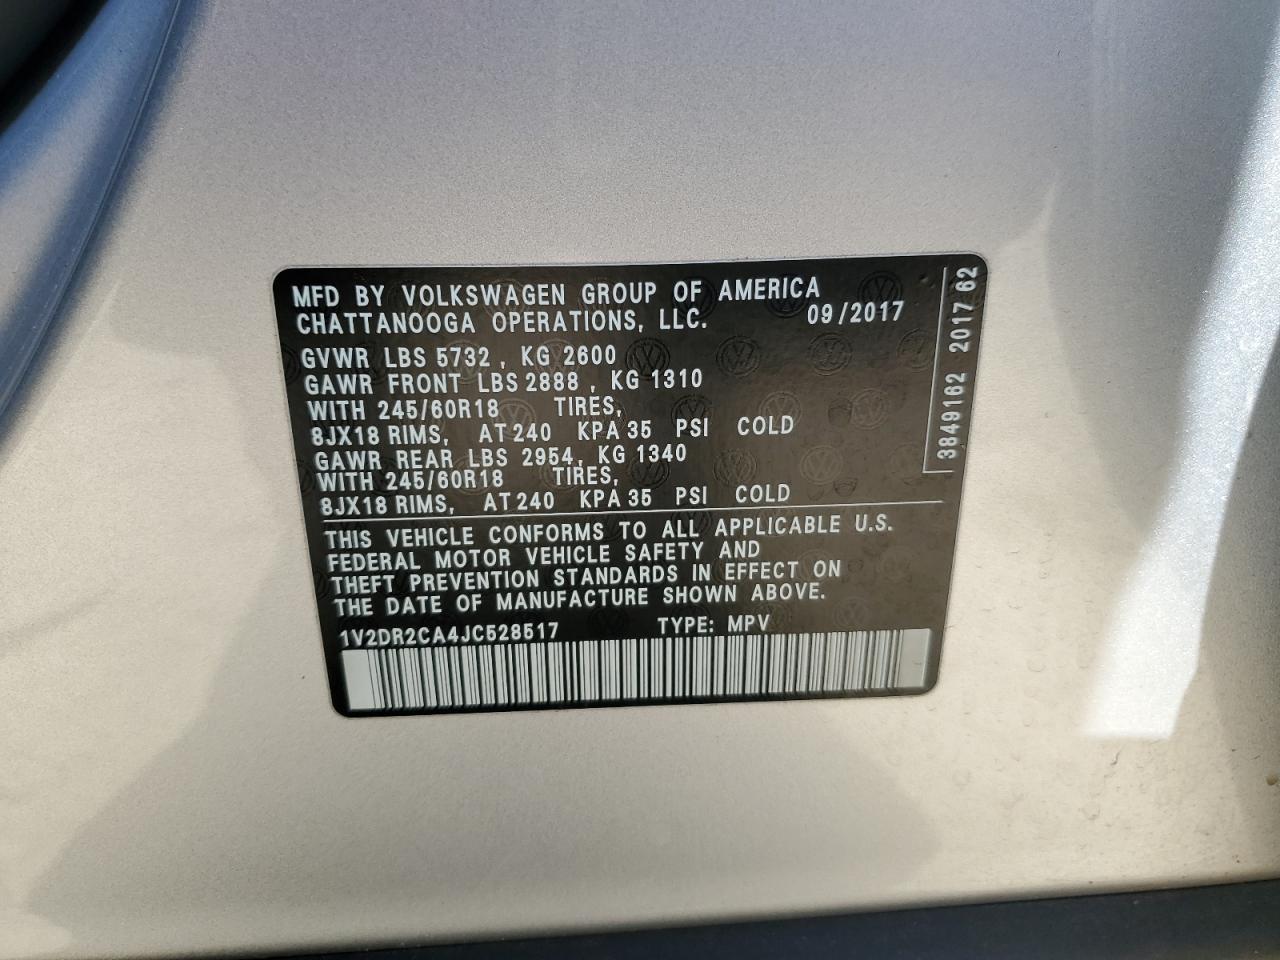 MFD BY VOLKSWAGEN GROUP OF AMERICA
CHATTANOOGA OPERATIONS, LLC. 09/2017
GVWR LBS 5732, KG 2600
GAWR FRONT LBS 2888, KG 1310
WITH 245/60R18 TIRES,
8JX18 RIMS, AT 240 KPA 35 PSI COLD
GAWR REAR LBS 2954, KG 1340
WITH 245/60R18 TIRES,
8JX18 RIMS, AT 240 KPA 35 PSI COLD
THIS VEHICLE CONFORMS TO ALL APPLICABLE U.S.
FEDERAL MOTOR VEHICLE SAFETY AND
THEFT PREVENTION STANDARDS IN EFFECT ON
THE DATE OF MANUFACTURE SHOWN ABOVE.
1V2DR2CA4JC528517 TYPE: MPV
3849162 2017 62